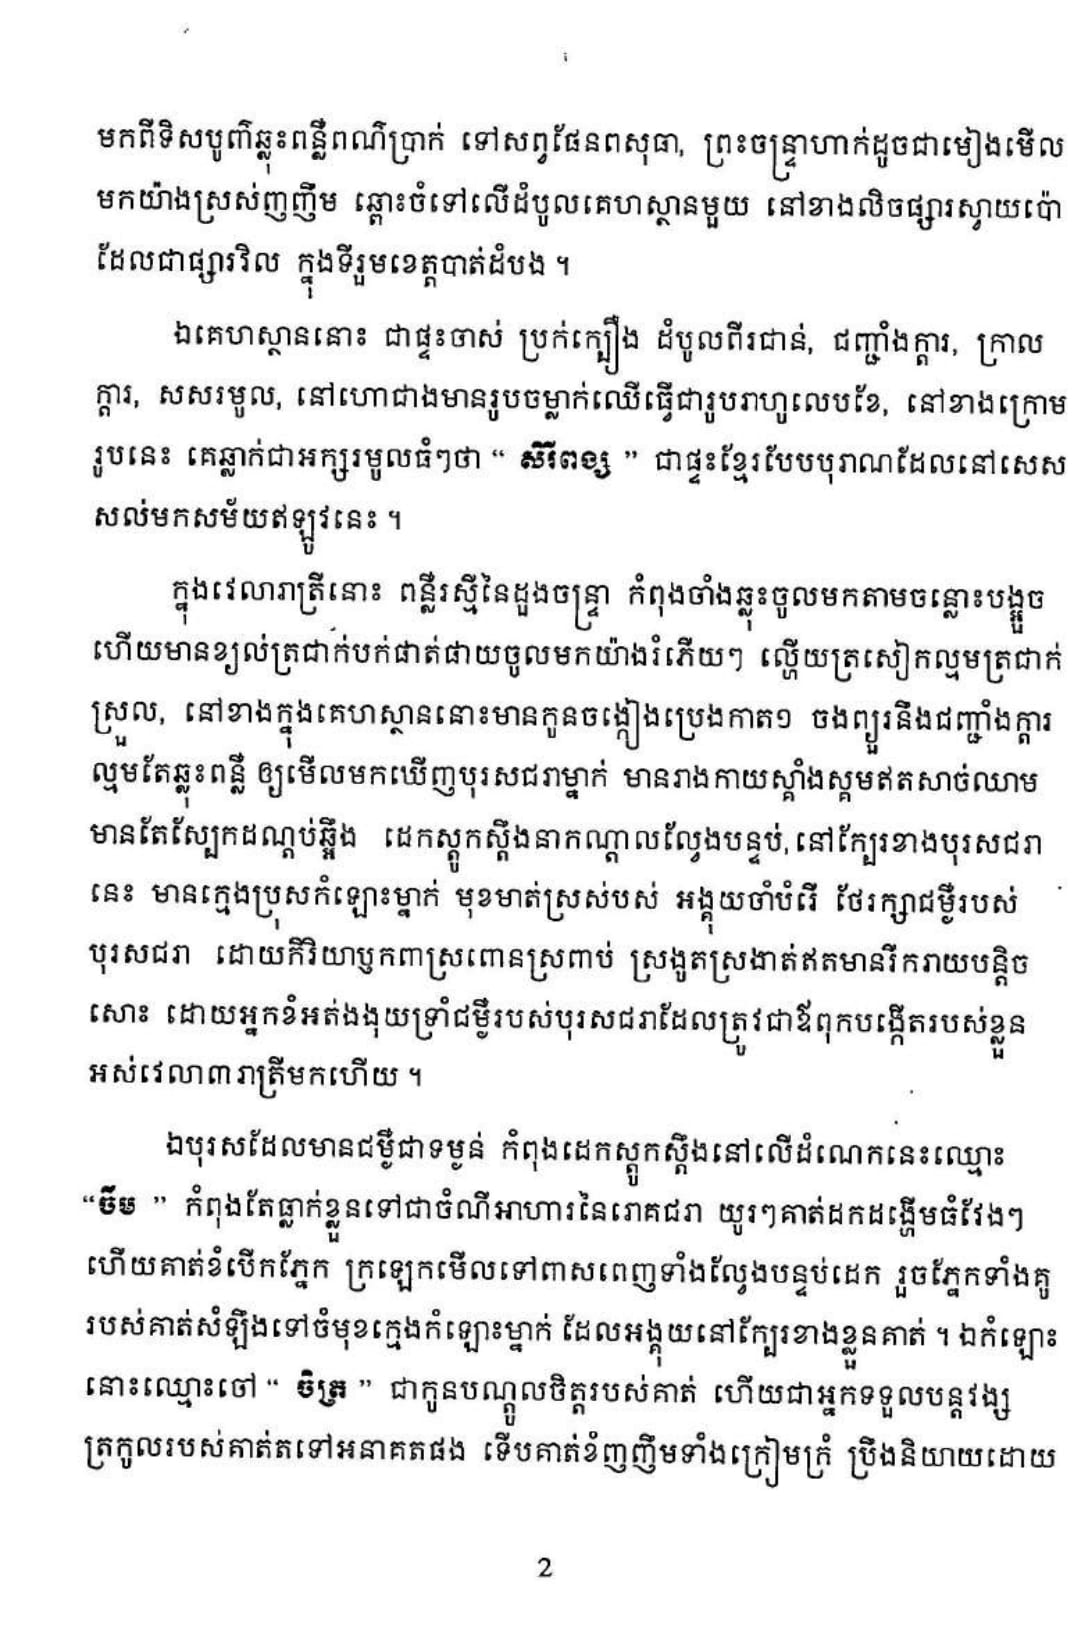 មកពីទិសបូព៌ាឆ្លុះពន្លឺពណ៌ប្រាក់ ទៅសព្វផែនពសុធា, ព្រះចន្ទ្រាហាក់ដូចជាមៀងមើល
មកយ៉ាងស្រស់ញញឹម ឆ្ពោះចំទៅលើដំបូលគេហស្ថានមួយ នៅខាងលិចផ្សារស្វាយប៉ោ
ដែលជាផ្សារវិល ក្នុងទីរួមខេត្តបាត់ដំបង ។
ឯគេហស្ថាននោះ ជាផ្ទះចាស់ ប្រក់ក្បឿង ដំបូលពីរជាន់, ជញ្ជាំងក្តារ, ក្រាល
ក្តារ, សសរមូល, នៅហោជាងមានរូបចម្លាក់ឈើធ្វើជារូបរាហូលេបខែ, នៅខាងក្រោម
រូបនេះ គេឆ្លាក់ជាអក្សរមូលធំៗថា “ សិរីពង្ស ” ជាផ្ទះខ្មែរបែបបុរាណដែលនៅសេស
សល់មកសម័យឥឡូវនេះ ។
ក្នុងវេលារាត្រីនោះ ពន្លឺរស្មីនៃដួងចន្ទ្រា កំពុងចាំងឆ្លុះចូលមកតាមចន្លោះបង្អួច
ហើយមានខ្យល់ត្រជាក់បក់ផាត់ផាយចូលមកយ៉ាងរំភើយៗ ល្ហើយត្រសៀកល្មមត្រជាក់
ស្រួល, នៅខាងក្នុងគេហស្ថាននោះមានកូនចង្កៀងប្រេងកាត១ ចងព្យួរនឹងជញ្ជាំងក្តារ
ល្មមតែឆ្លុះពន្លឺ ឲ្យមើលមកឃើញបុរសជរាម្នាក់ មានរាងកាយស្គាំងស្គមឥតសាច់ឈាម
មានតែស្បែកដណ្តប់ឆ្អឹង ដេកស្តូកស្តឹងនាកណ្តាលល្វែងបន្ទប់, នៅក្បែរខាងបុរសជរា
នេះ មានក្មេងប្រុសកំឡោះម្នាក់ មុខមាត់ស្រស់បស់ អង្គុយចាំបំរើ ថែរក្សាជម្ងឺរបស់
បុរសជរា ដោយកិរិយាប្ញកពាស្រពោនស្រពាប់ ស្រងូតស្រងាត់ឥតមានរីករាយបន្តិច
សោះ ដោយអ្នកខំអត់ងងុយទ្រាំជម្ងឺរបស់បុរសជរាដែលត្រូវជាឪពុកបង្កើតរបស់ខ្លួន
អស់វេលា៣រាត្រីមកហើយ ។
ឯបុរសដែលមានជម្ងឺជាទម្ងន់ កំពុងដេកស្តូកស្តឹងនៅលើដំណេកនេះឈ្មោះ
“ចឹម ” កំពុងតែធ្លាក់ខ្លួនទៅជាចំណីអាហារនៃរោគជរា យូរៗគាត់ដកដង្ហើមធំវែងៗ
ហើយគាត់ខំបើកភ្នែក ក្រឡេកមើលទៅពាសពេញទាំងល្វែងបន្ទប់ដេក រួចភ្នែកទាំងគូ
របស់គាត់សំឡឹងទៅចំមុខក្មេងកំឡោះម្នាក់ ដែលអង្គុយនៅក្បែរខាងខ្លួនគាត់ ។ ឯកំឡោះ
នោះឈ្មោះចៅ “ ចិត្រ ” ជាកូនបណ្តូលចិត្តរបស់គាត់ ហើយជាអ្នកទទួលបន្តវង្ស
ត្រកូលរបស់គាត់តទៅអនាគតផង ទើបគាត់ខំញញឹមទាំងក្រៀមក្រំ ប្រឹងនិយាយដោយ
2